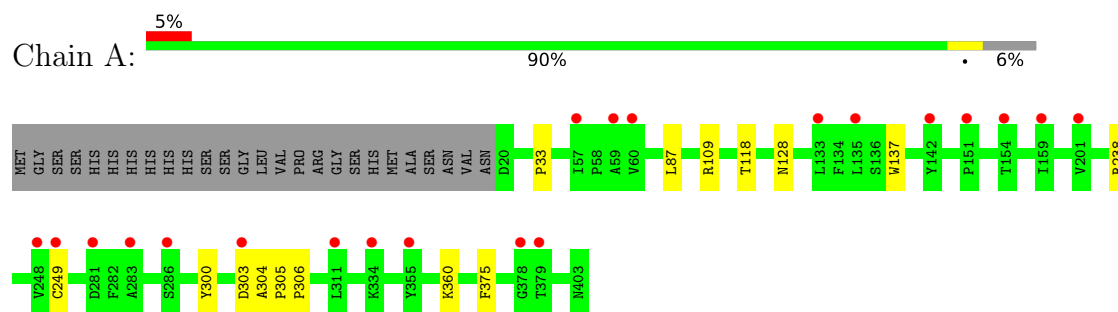 5%
Chain A:
90% • 6%
MET GLY SER SER HIS HIS HIS HIS HIS HIS SER SER GLY LEU VAL PRO ARG GLY SER HIS MET ALA SER ASN VAL ASN D20 P33 I57 P58 A59 V60 L87 R109 T118 N128 L133 F134 L135 S136 W137 Y142 P151 T154 I159 V201
V248 C249 D281 F282 A283 S286 Y300 D303 A304 P305 P306 L311 K334 Y355 K360 F375 G378 T379 N403